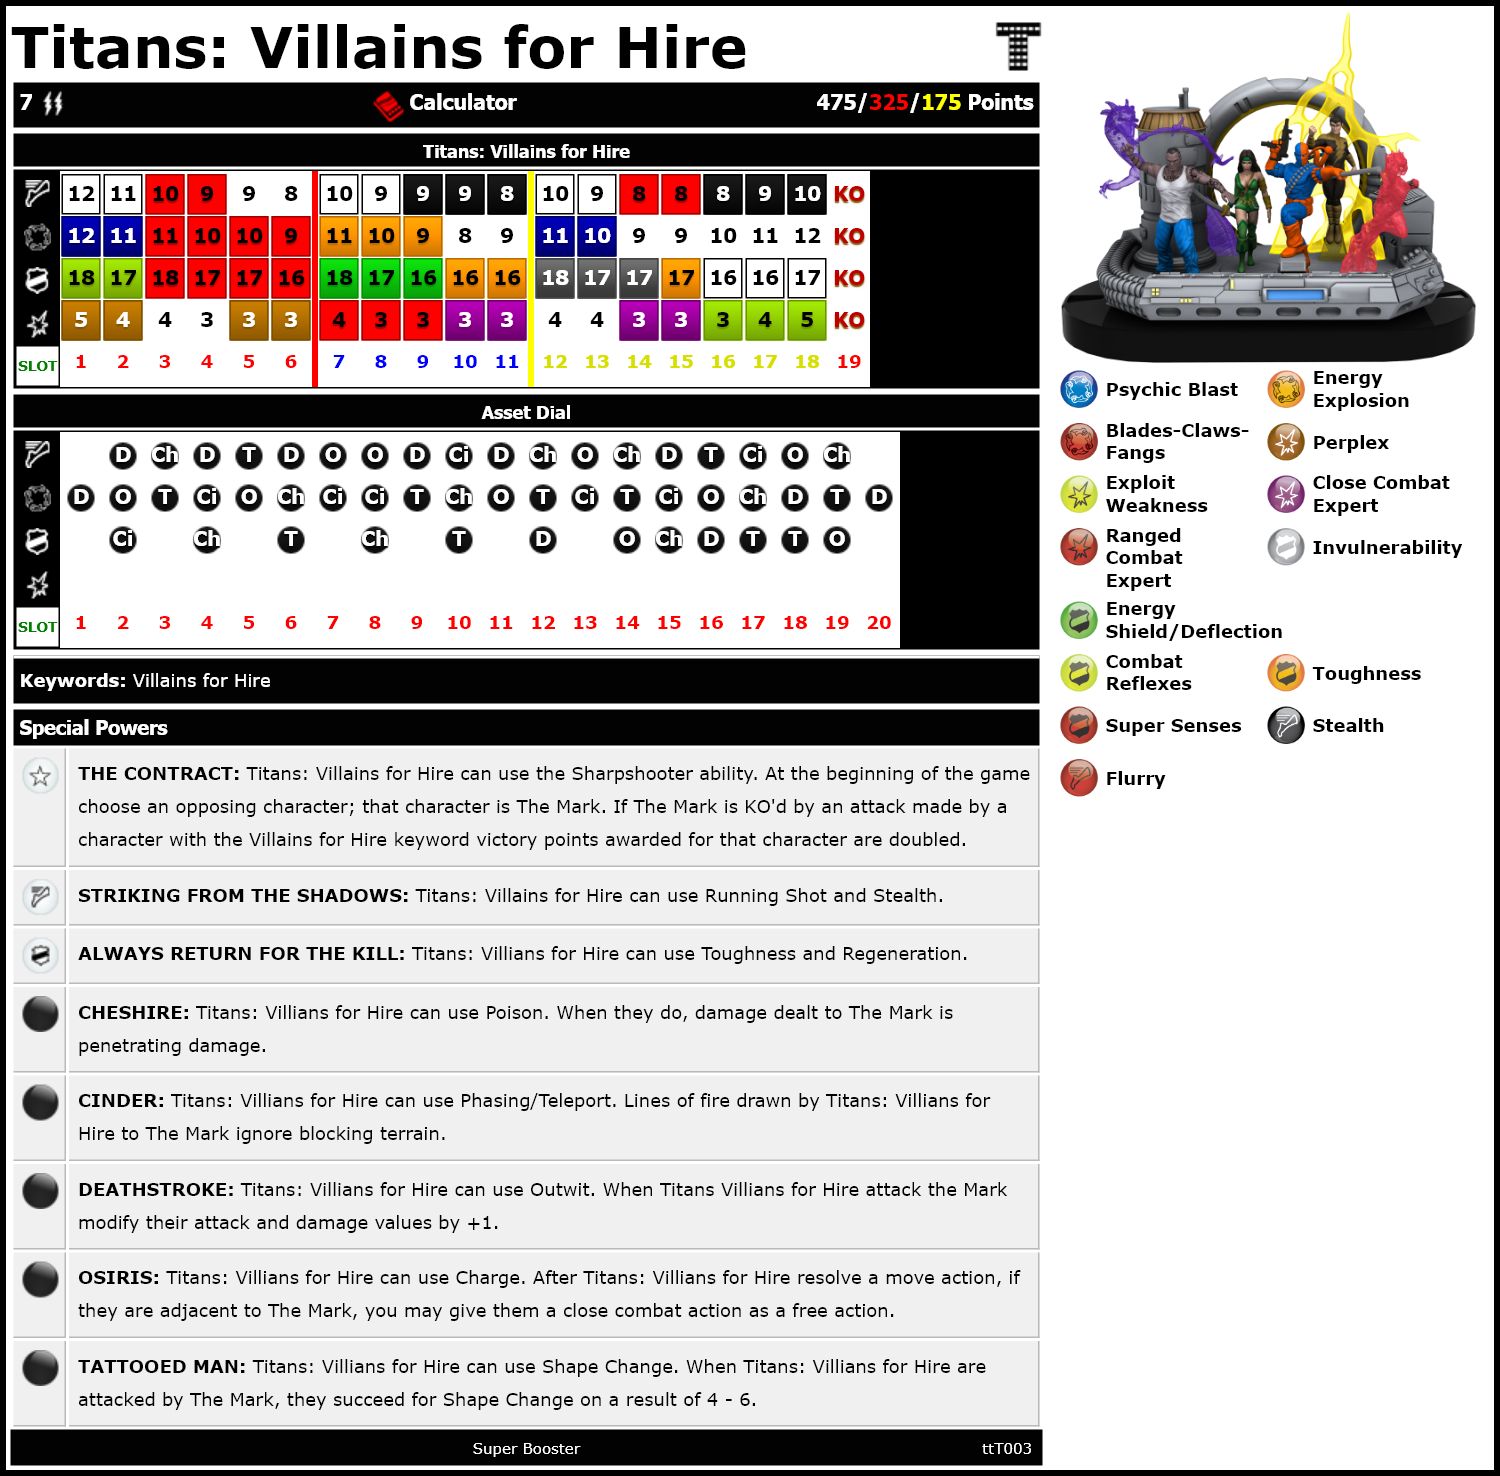 Titans: Villains for Hire
T
7 Calculator 475/325/175 Points
Titans: Villains for Hire
12 11 10 9 9 8 10 9 9 9 8 10 9 8 8 8 9 10 KO
12 11 11 10 10 9 11 10 9 8 9 11 10 9 9 10 11 12 KO
18 17 18 17 17 16 18 17 16 16 16 18 17 17 17 16 16 17 KO
5 4 4 3 3 3 4 3 3 3 3 4 4 3 3 3 4 5 KO
SLOT 1 2 3 4 5 6 7 8 9 10 11 12 13 14 15 16 17 18 19
Asset Dial
D Ch D T D O O D Ci D Ch O Ch D T Ci O Ch
D O T Ci O Ch Ci Ci T Ch O T Ci T Ci O Ch D T D
Ci Ch T Ch T D O Ch D T T O
SLOT 1 2 3 4 5 6 7 8 9 10 11 12 13 14 15 16 17 18 19 20
Keywords: Villains for Hire
Special Powers
THE CONTRACT: Titans: Villains for Hire can use the Sharpshooter ability. At the beginning of the game
choose an opposing character; that character is The Mark. If The Mark is KO'd by an attack made by a
character with the Villains for Hire keyword victory points awarded for that character are doubled.
STRIKING FROM THE SHADOWS: Titans: Villains for Hire can use Running Shot and Stealth.
ALWAYS RETURN FOR THE KILL: Titans: Villians for Hire can use Toughness and Regeneration.
CHESHIRE: Titans: Villians for Hire can use Poison. When they do, damage dealt to The Mark is
penetrating damage.
CINDER: Titans: Villians for Hire can use Phasing/Teleport. Lines of fire drawn by Titans: Villians for
Hire to The Mark ignore blocking terrain.
DEATHSTROKE: Titans: Villians for Hire can use Outwit. When Titans Villians for Hire attack the Mark
modify their attack and damage values by +1.
OSIRIS: Titans: Villians for Hire can use Charge. After Titans: Villians for Hire resolve a move action, if
they are adjacent to The Mark, you may give them a close combat action as a free action.
TATTOOED MAN: Titans: Villians for Hire can use Shape Change. When Titans: Villians for Hire are
attacked by The Mark, they succeed for Shape Change on a result of 4 - 6.
Super Booster ttT003
Psychic Blast
Energy
Explosion
Blades-Claws-
Fangs
Perplex
Exploit
Weakness
Close Combat
Expert
Ranged
Combat
Expert
Invulnerability
Energy
Shield/Deflection
Combat
Reflexes
Toughness
Super Senses
Stealth
Flurry